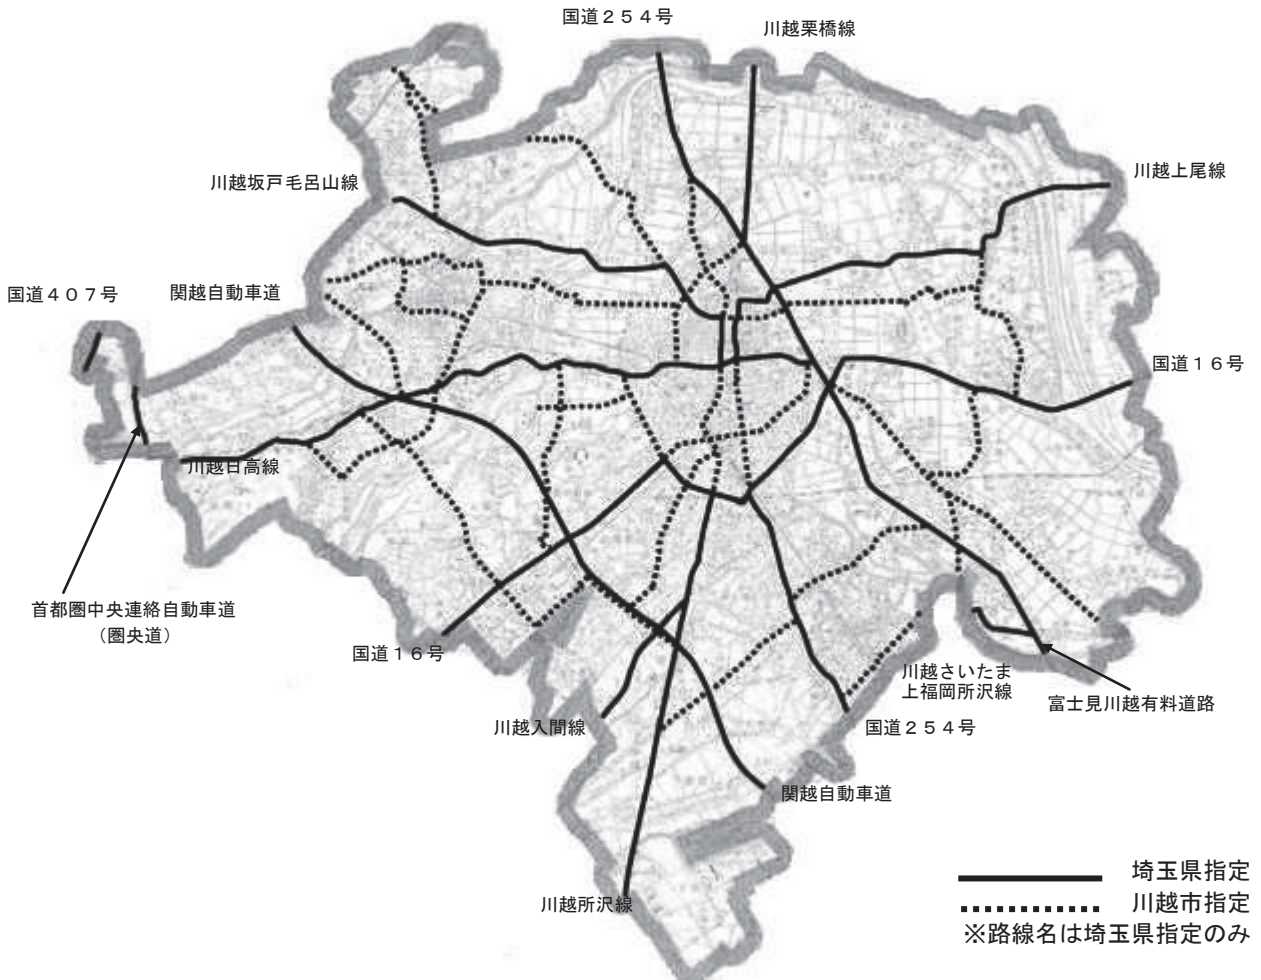 国道２５４号
川越栗橋線
川越坂戸毛呂山線
川越上尾線
国道４０７号
関越自動車道
国道１６号
川越日高線
首都圏中央連絡自動車道
（圏央道）
国道１６号
川越さいたま
上福岡所沢線
富士見川越有料道路
川越入間線
国道２５４号
関越自動車道
川越所沢線
埼玉県指定
川越市指定
※路線名は埼玉県指定のみ